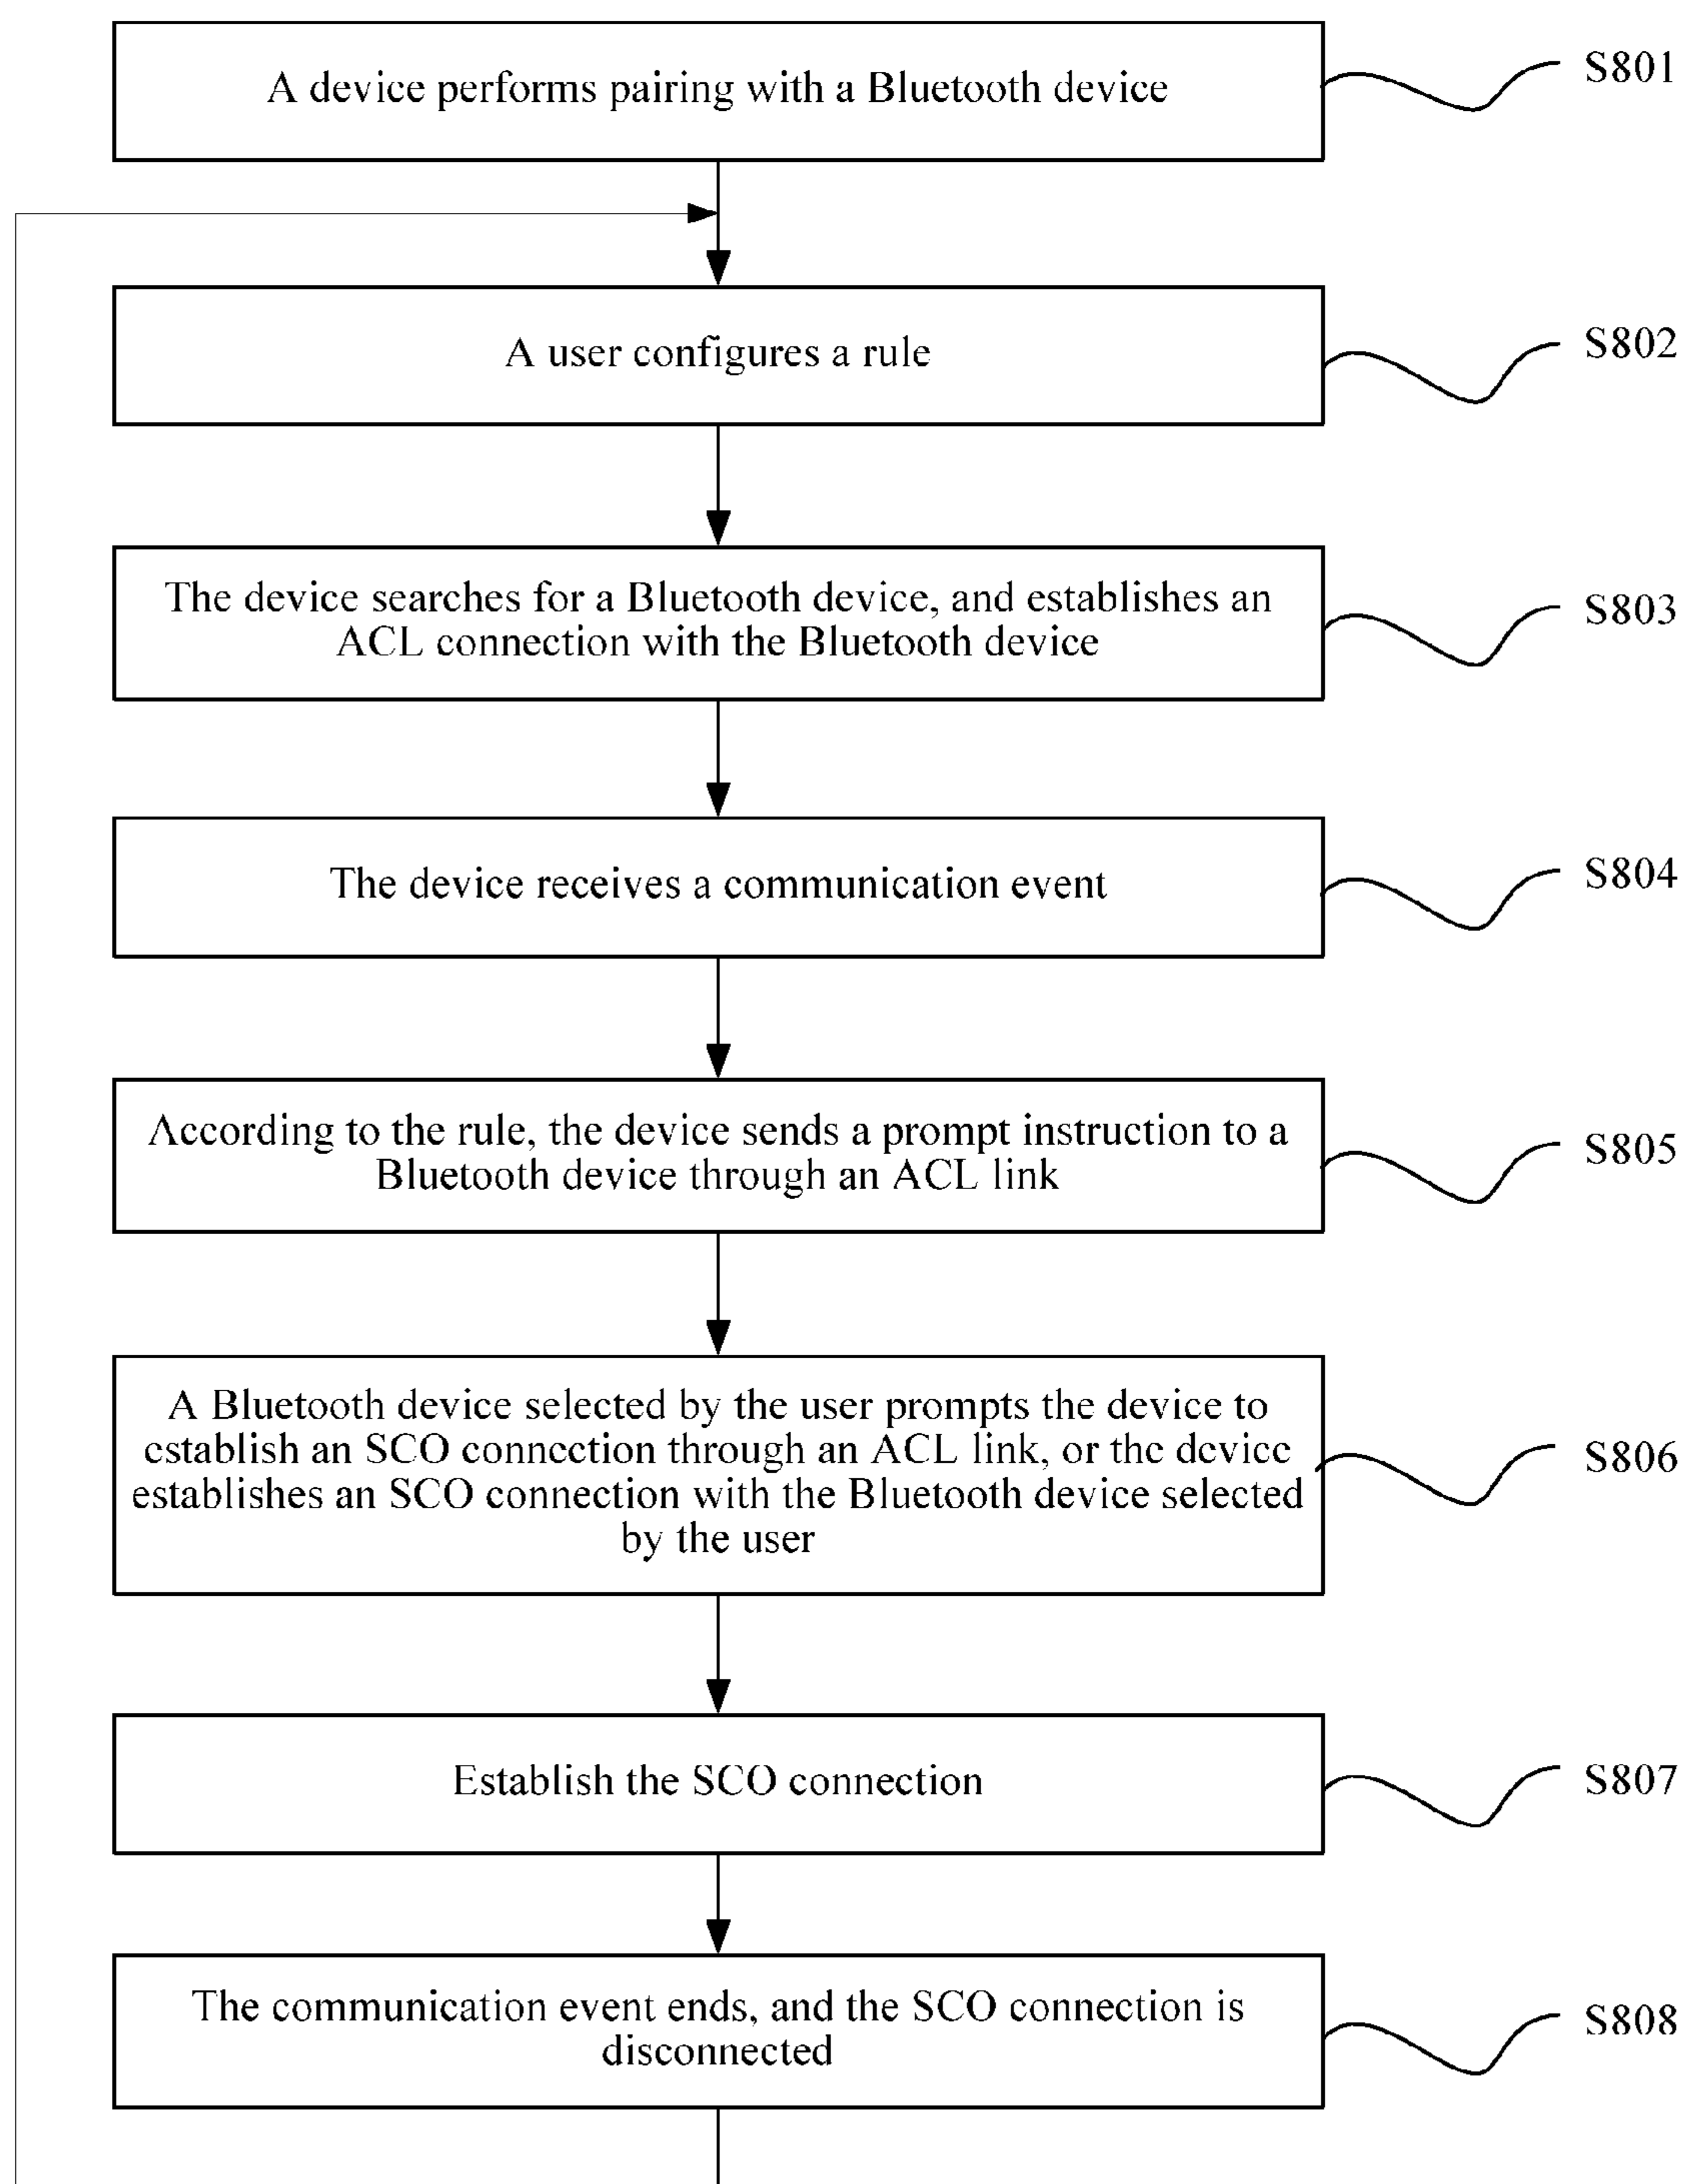 A device performs pairing with a Bluetooth device
S801
A user configures a rule
S802
The device searches for a Bluetooth device, and establishes an
ACL connection with the Bluetooth device
S803
The device receives a communication event
S804
According to the rule, the device sends a prompt instruction to a
Bluetooth device through an ACL link
S805
A Bluetooth device selected by the user prompts the device to
establish an SCO connection through an ACL link, or the device
establishes an SCO connection with the Bluetooth device selected
by the user
S806
Establish the SCO connection
S807
The communication event ends, and the SCO connection is
disconnected
S808